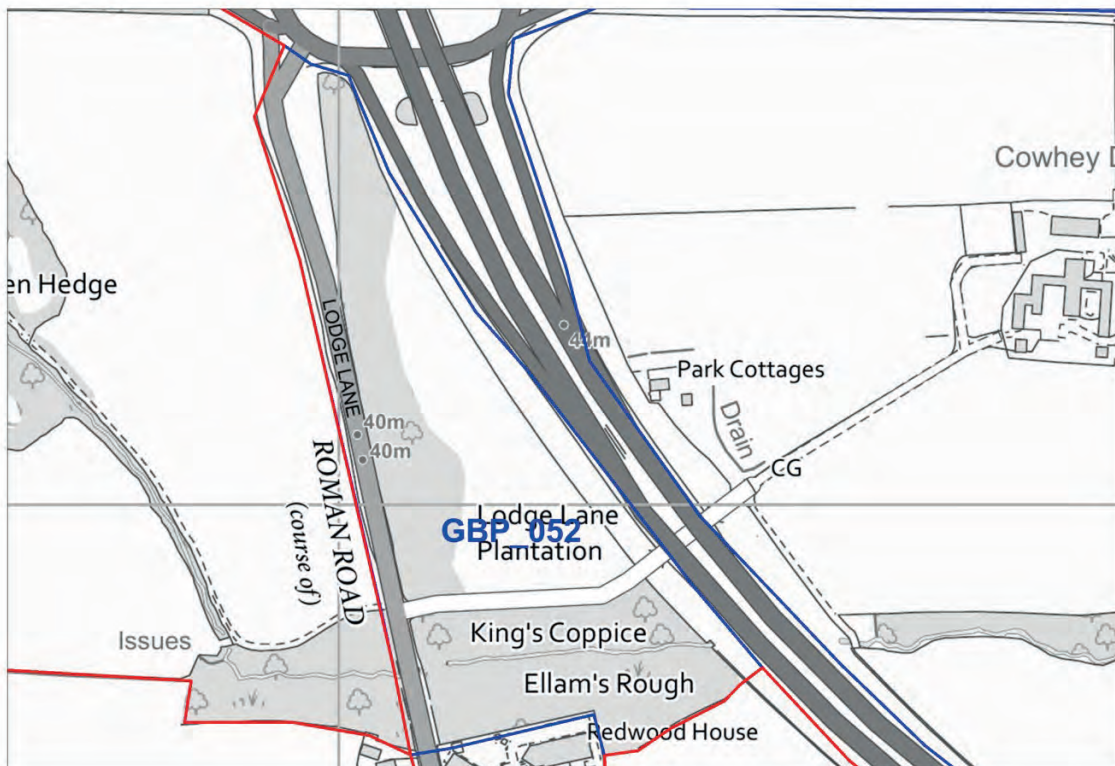 Cowhey D
en Hedge
LODGE LANE
44m
Park Cottages
Drain
40m
40m
CG
ROMAN ROAD
(course of)
Lodge Lane
GBP_052
Plantation
King's Coppice
Issues
Ellam's Rough
Redwood House